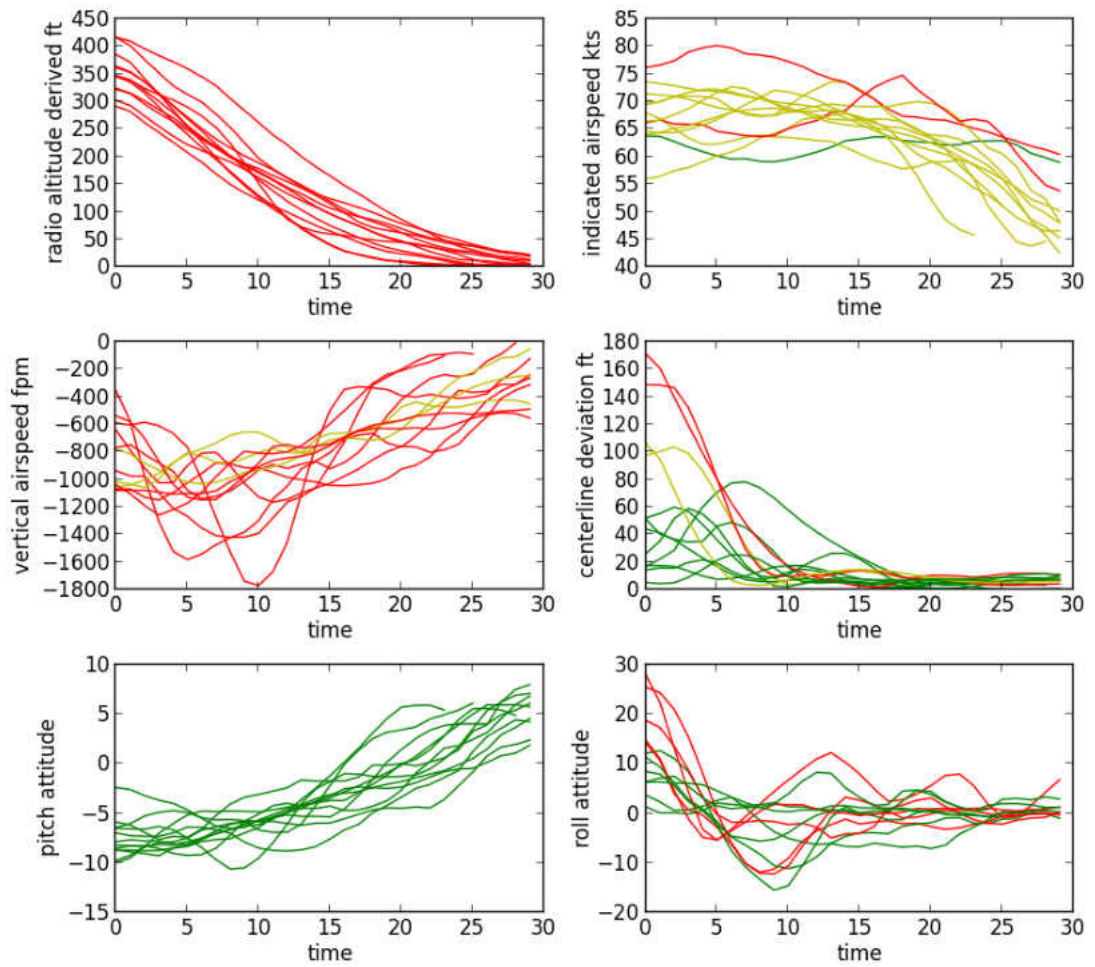 radio altitude derived ft
450
400
350
300
250
200
150
100
50
0
0 5 10 15 20 25 30
time
indicated airspeed kts
85
80
75
70
65
60
55
50
45
40
0 5 10 15 20 25 30
time
vertical airspeed fpm
0
−200
−400
−600
−800
−1000
−1200
−1400
−1600
−1800
0 5 10 15 20 25 30
time
centerline deviation ft
180
160
140
120
100
80
60
40
20
0
0 5 10 15 20 25 30
time
pitch attitude
10
5
0
−5
−10
−15
0 5 10 15 20 25 30
time
roll attitude
30
20
10
0
−10
−20
0 5 10 15 20 25 30
time